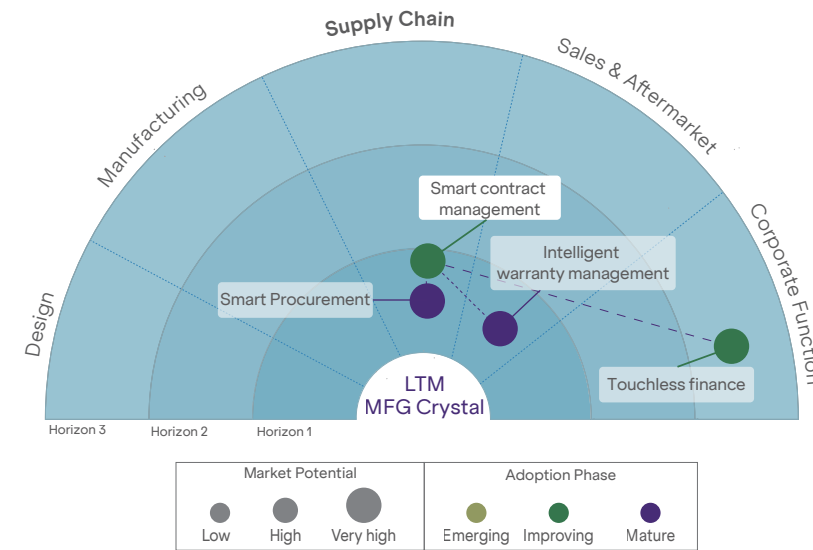 Supply Chain
Sales & Aftermarket
Manufacturing
Smart contract
management
Corporate Function
Intelligent
warranty management
Design
Smart Procurement
Touchless finance
LTM
MFG Crystal
Horizon 3
Horizon 2
Horizon 1
Market Potential
Adoption Phase
Low
High
Very high
Emerging
Improving
Mature